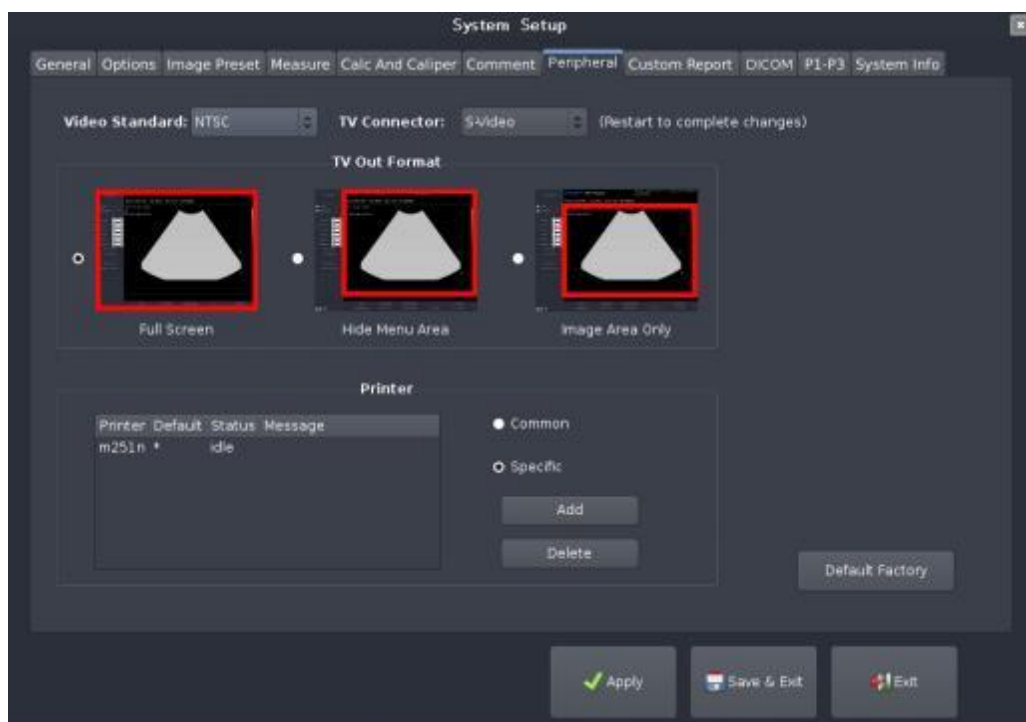 System Setup
General Options Image Preset Measure Calc And Caliper Comment Peripheral Custom Report DICOM P1-P3 System Info
Video Standard: NTSC TV Connector: S-Video (Restart to complete changes)
TV Out Format
Full Screen Hide Menu Area Image Area Only
Printer
Printer Default Status Message
m251n * idle
Common
Specific
Add
Delete
Default Factory
Apply Save & Exit Exit